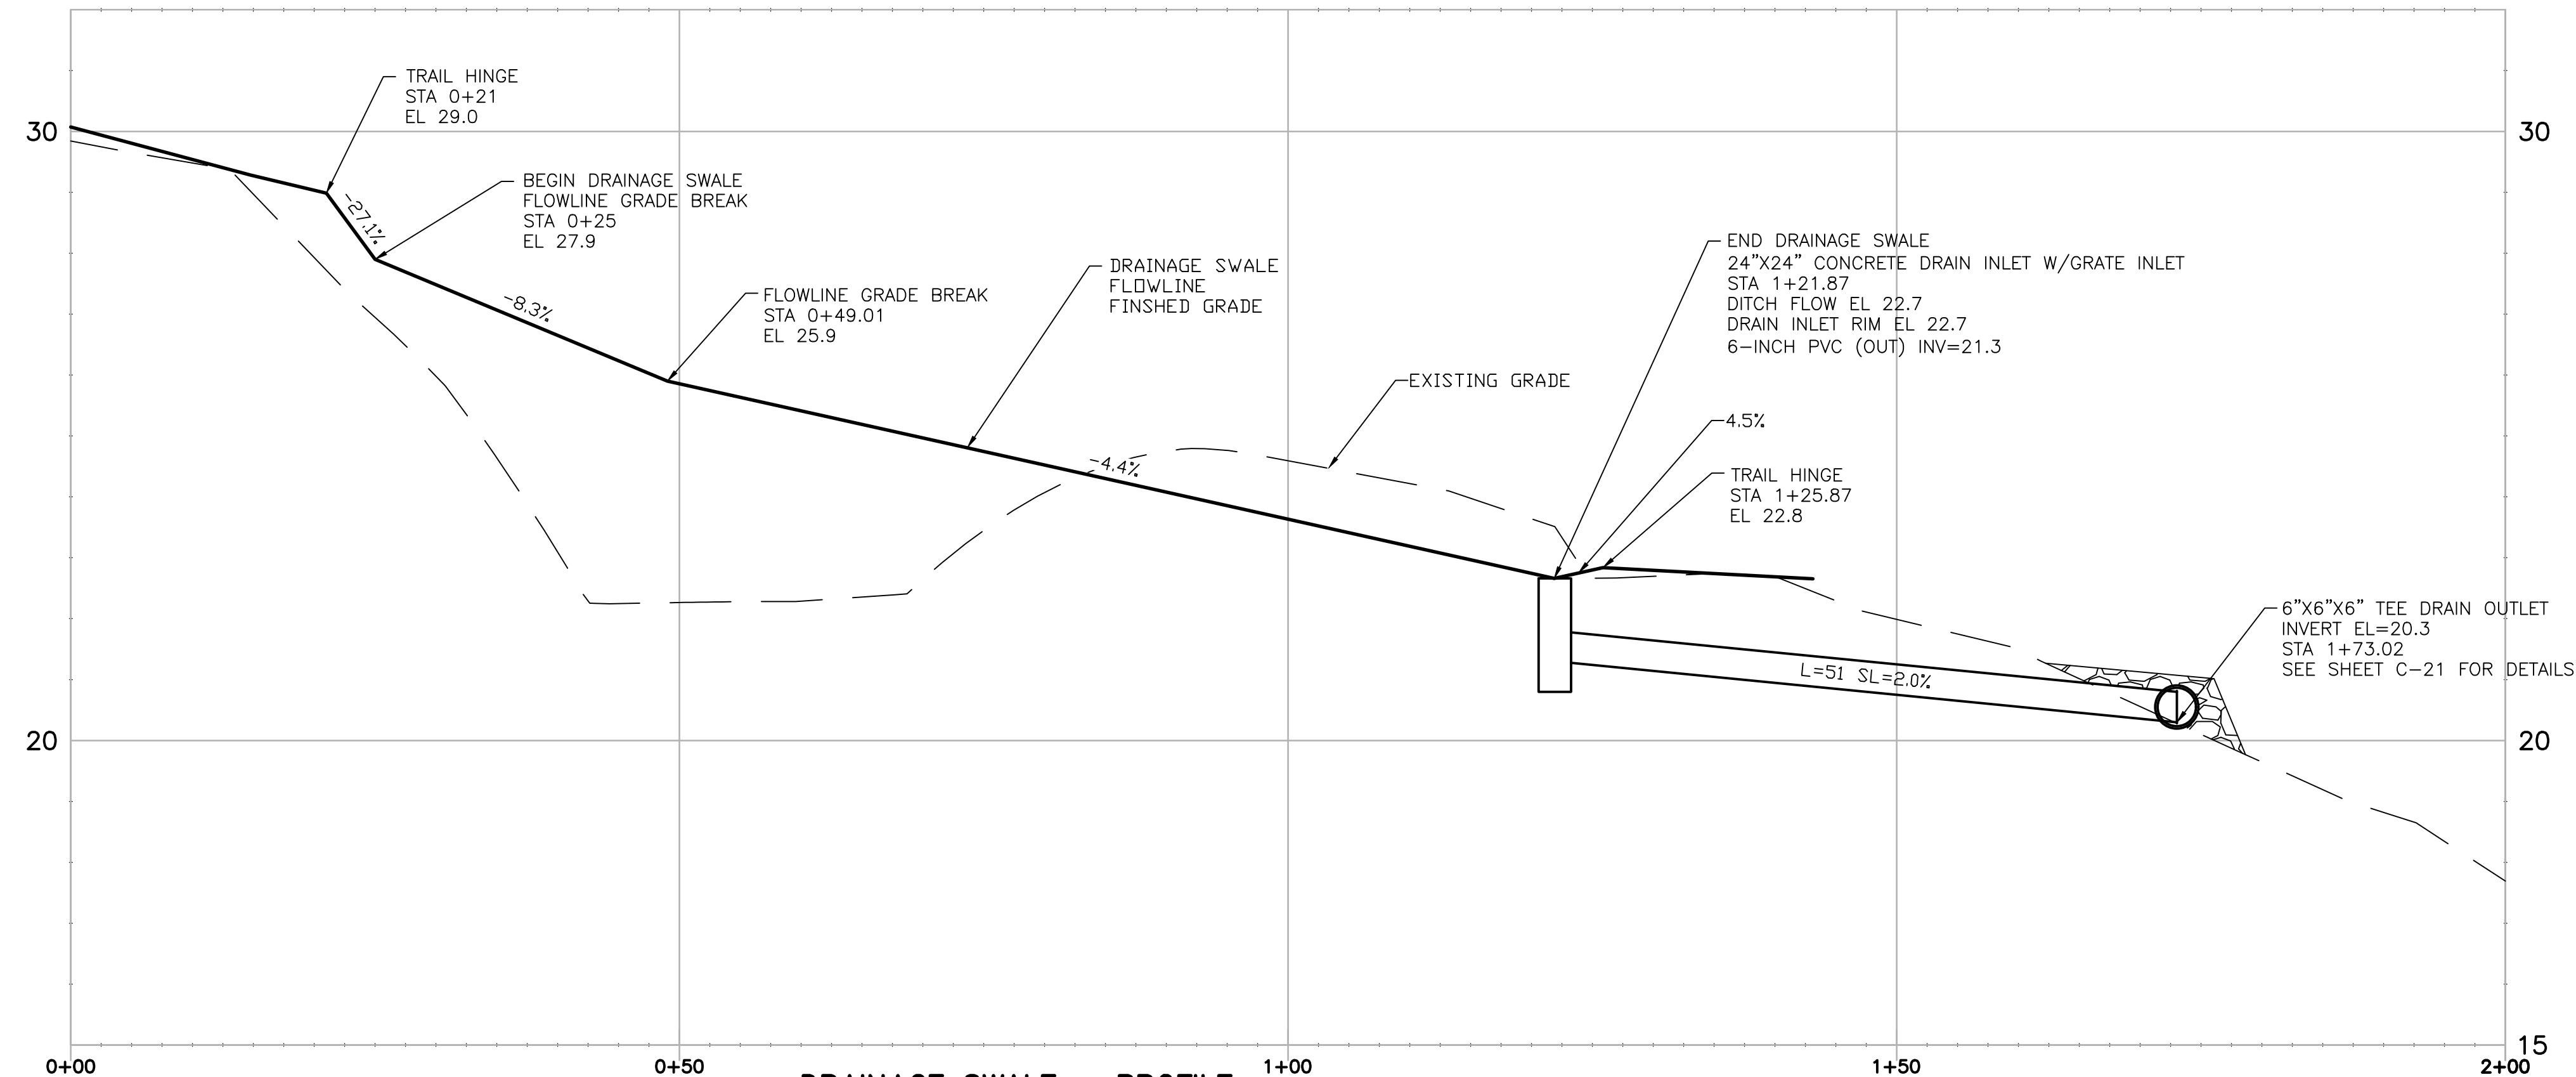 TRAIL HINGE
STA 0+21
EL 29.0
30
30
-27.1%
BEGIN DRAINAGE SWALE
FLOWLINE GRADE BREAK
STA 0+25
EL 27.9
-8.3%
FLOWLINE GRADE BREAK
STA 0+49.01
EL 25.9
DRAINAGE SWALE
FLOWLINE
FINSHED GRADE
END DRAINAGE SWALE
24"X24" CONCRETE DRAIN INLET W/GRATE INLET
STA 1+21.87
DITCH FLOW EL 22.7
DRAIN INLET RIM EL 22.7
6-INCH PVC (OUT) INV=21.3
EXISTING GRADE
4.5%
-4.4%
TRAIL HINGE
STA 1+25.87
EL 22.8
6"X6"X6" TEE DRAIN OUTLET
INVERT EL=20.3
STA 1+73.02
SEE SHEET C-21 FOR DETAILS
L=51 SL=2.0%
20
20
15
0+00
0+50
1+00
1+50
2+00
DRAINAGE SWALE - PROFILE